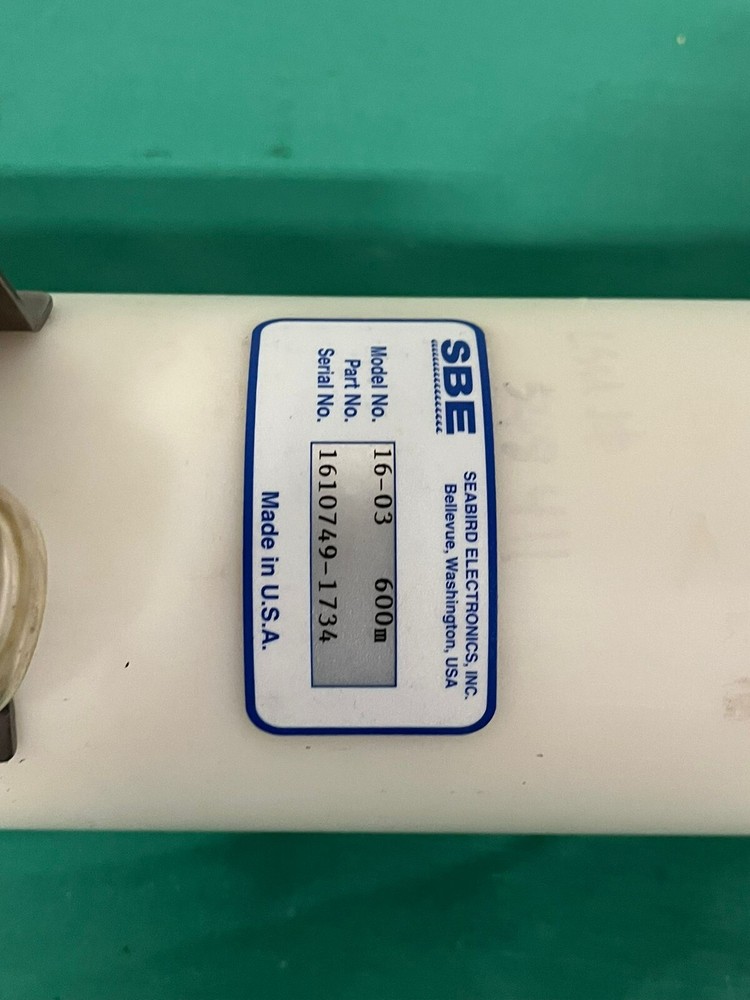 SBE
SEABIRD ELECTRONICS, INC.
Bellevue, Washington, USA
Model No. 16-03 600m
Part No.
Serial No. 1610749-1734
Made in U.S.A.